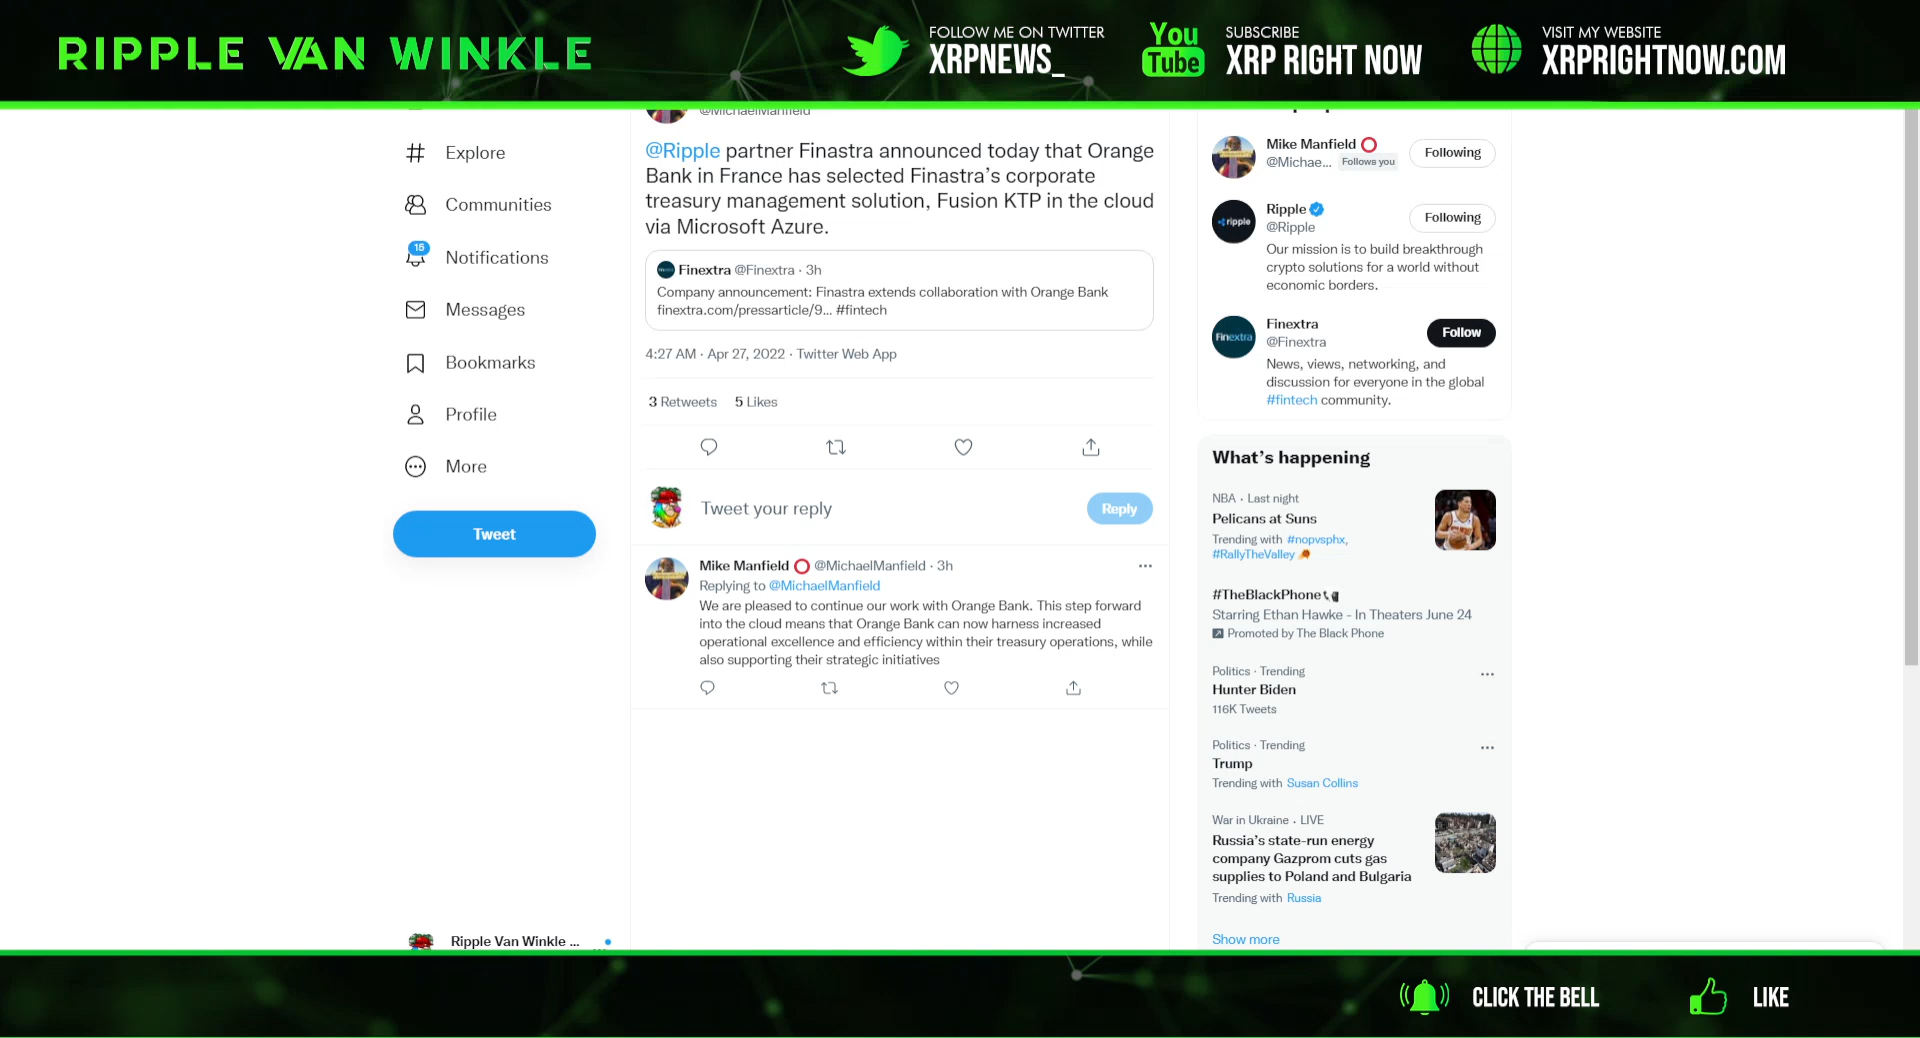 RIPPLE VAN WINKLE
FOLLOW ME ON TWITTER
XRPNEWS_
You
Tube
SUBSCRIBE
XRP RIGHT NOW
VISIT MY WEBSITE
XRPRIGHTNOW.COM
Explore
Communities
15
Notifications
Messages
Bookmarks
Profile
More
Tweet
Ripple Van Winkle ...
@MichaelManfield
@Ripple partner Finastra announced today that Orange
Bank in France has selected Finastra’s corporate
treasury management solution, Fusion KTP in the cloud
via Microsoft Azure.
Finextra @Finextra · 3h
Company announcement: Finastra extends collaboration with Orange Bank
finextra.com/pressarticle/9... #fintech
4:27 AM · Apr 27, 2022 · Twitter Web App
3 Retweets 5 Likes
Tweet your reply
Reply
Mike Manfield @MichaelManfield · 3h
Replying to @MichaelManfield
We are pleased to continue our work with Orange Bank. This step forward
into the cloud means that Orange Bank can now harness increased
operational excellence and efficiency within their treasury operations, while
also supporting their strategic initiatives
Mike Manfield
@Michae... Follows you
Following
ripple
Ripple
@Ripple
Following
Our mission is to build breakthrough
crypto solutions for a world without
economic borders.
Finextra
Finextra
@Finextra
Follow
News, views, networking, and
discussion for everyone in the global
#fintech community.
What’s happening
NBA · Last night
Pelicans at Suns
Trending with #nopvsphx,
#RallyTheValley
#TheBlackPhone
Starring Ethan Hawke - In Theaters June 24
Promoted by The Black Phone
Politics · Trending
Hunter Biden
116K Tweets
Politics · Trending
Trump
Trending with Susan Collins
War in Ukraine · LIVE
Russia’s state-run energy
company Gazprom cuts gas
supplies to Poland and Bulgaria
Trending with Russia
Show more
CLICK THE BELL
LIKE